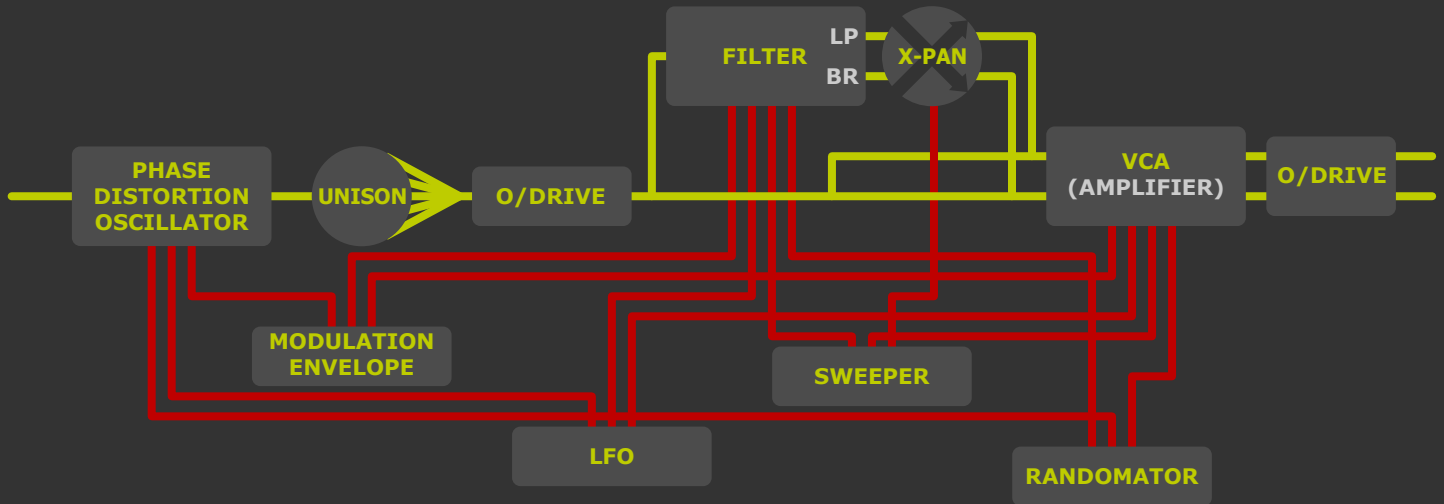 LP
FILTER
X-PAN
BR
PHASE
DISTORTION
OSCILLATOR
UNISON
O/DRIVE
VCA
(AMPLIFIER)
O/DRIVE
MODULATION
ENVELOPE
SWEEPER
LFO
RANDOMATOR